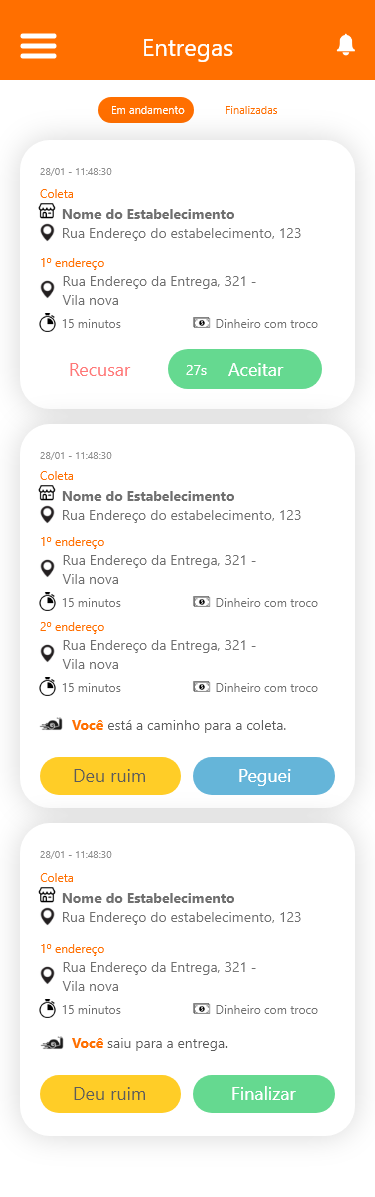 Entregas
Em andamento Finalizadas
28/01 - 11:48:30
Coleta
Nome do Estabelecimento
Rua Endereço do estabelecimento, 123
1º endereço
Rua Endereço da Entrega, 321 -
Vila nova
15 minutos Dinheiro com troco
Recusar 27s Aceitar
28/01 - 11:48:30
Coleta
Nome do Estabelecimento
Rua Endereço do estabelecimento, 123
1º endereço
Rua Endereço da Entrega, 321 -
Vila nova
15 minutos Dinheiro com troco
2º endereço
Rua Endereço da Entrega, 321 -
Vila nova
15 minutos Dinheiro com troco
Você está a caminho para a coleta.
Deu ruim Peguei
28/01 - 11:48:30
Coleta
Nome do Estabelecimento
Rua Endereço do estabelecimento, 123
1º endereço
Rua Endereço da Entrega, 321 -
Vila nova
15 minutos Dinheiro com troco
Você saiu para a entrega.
Deu ruim Finalizar